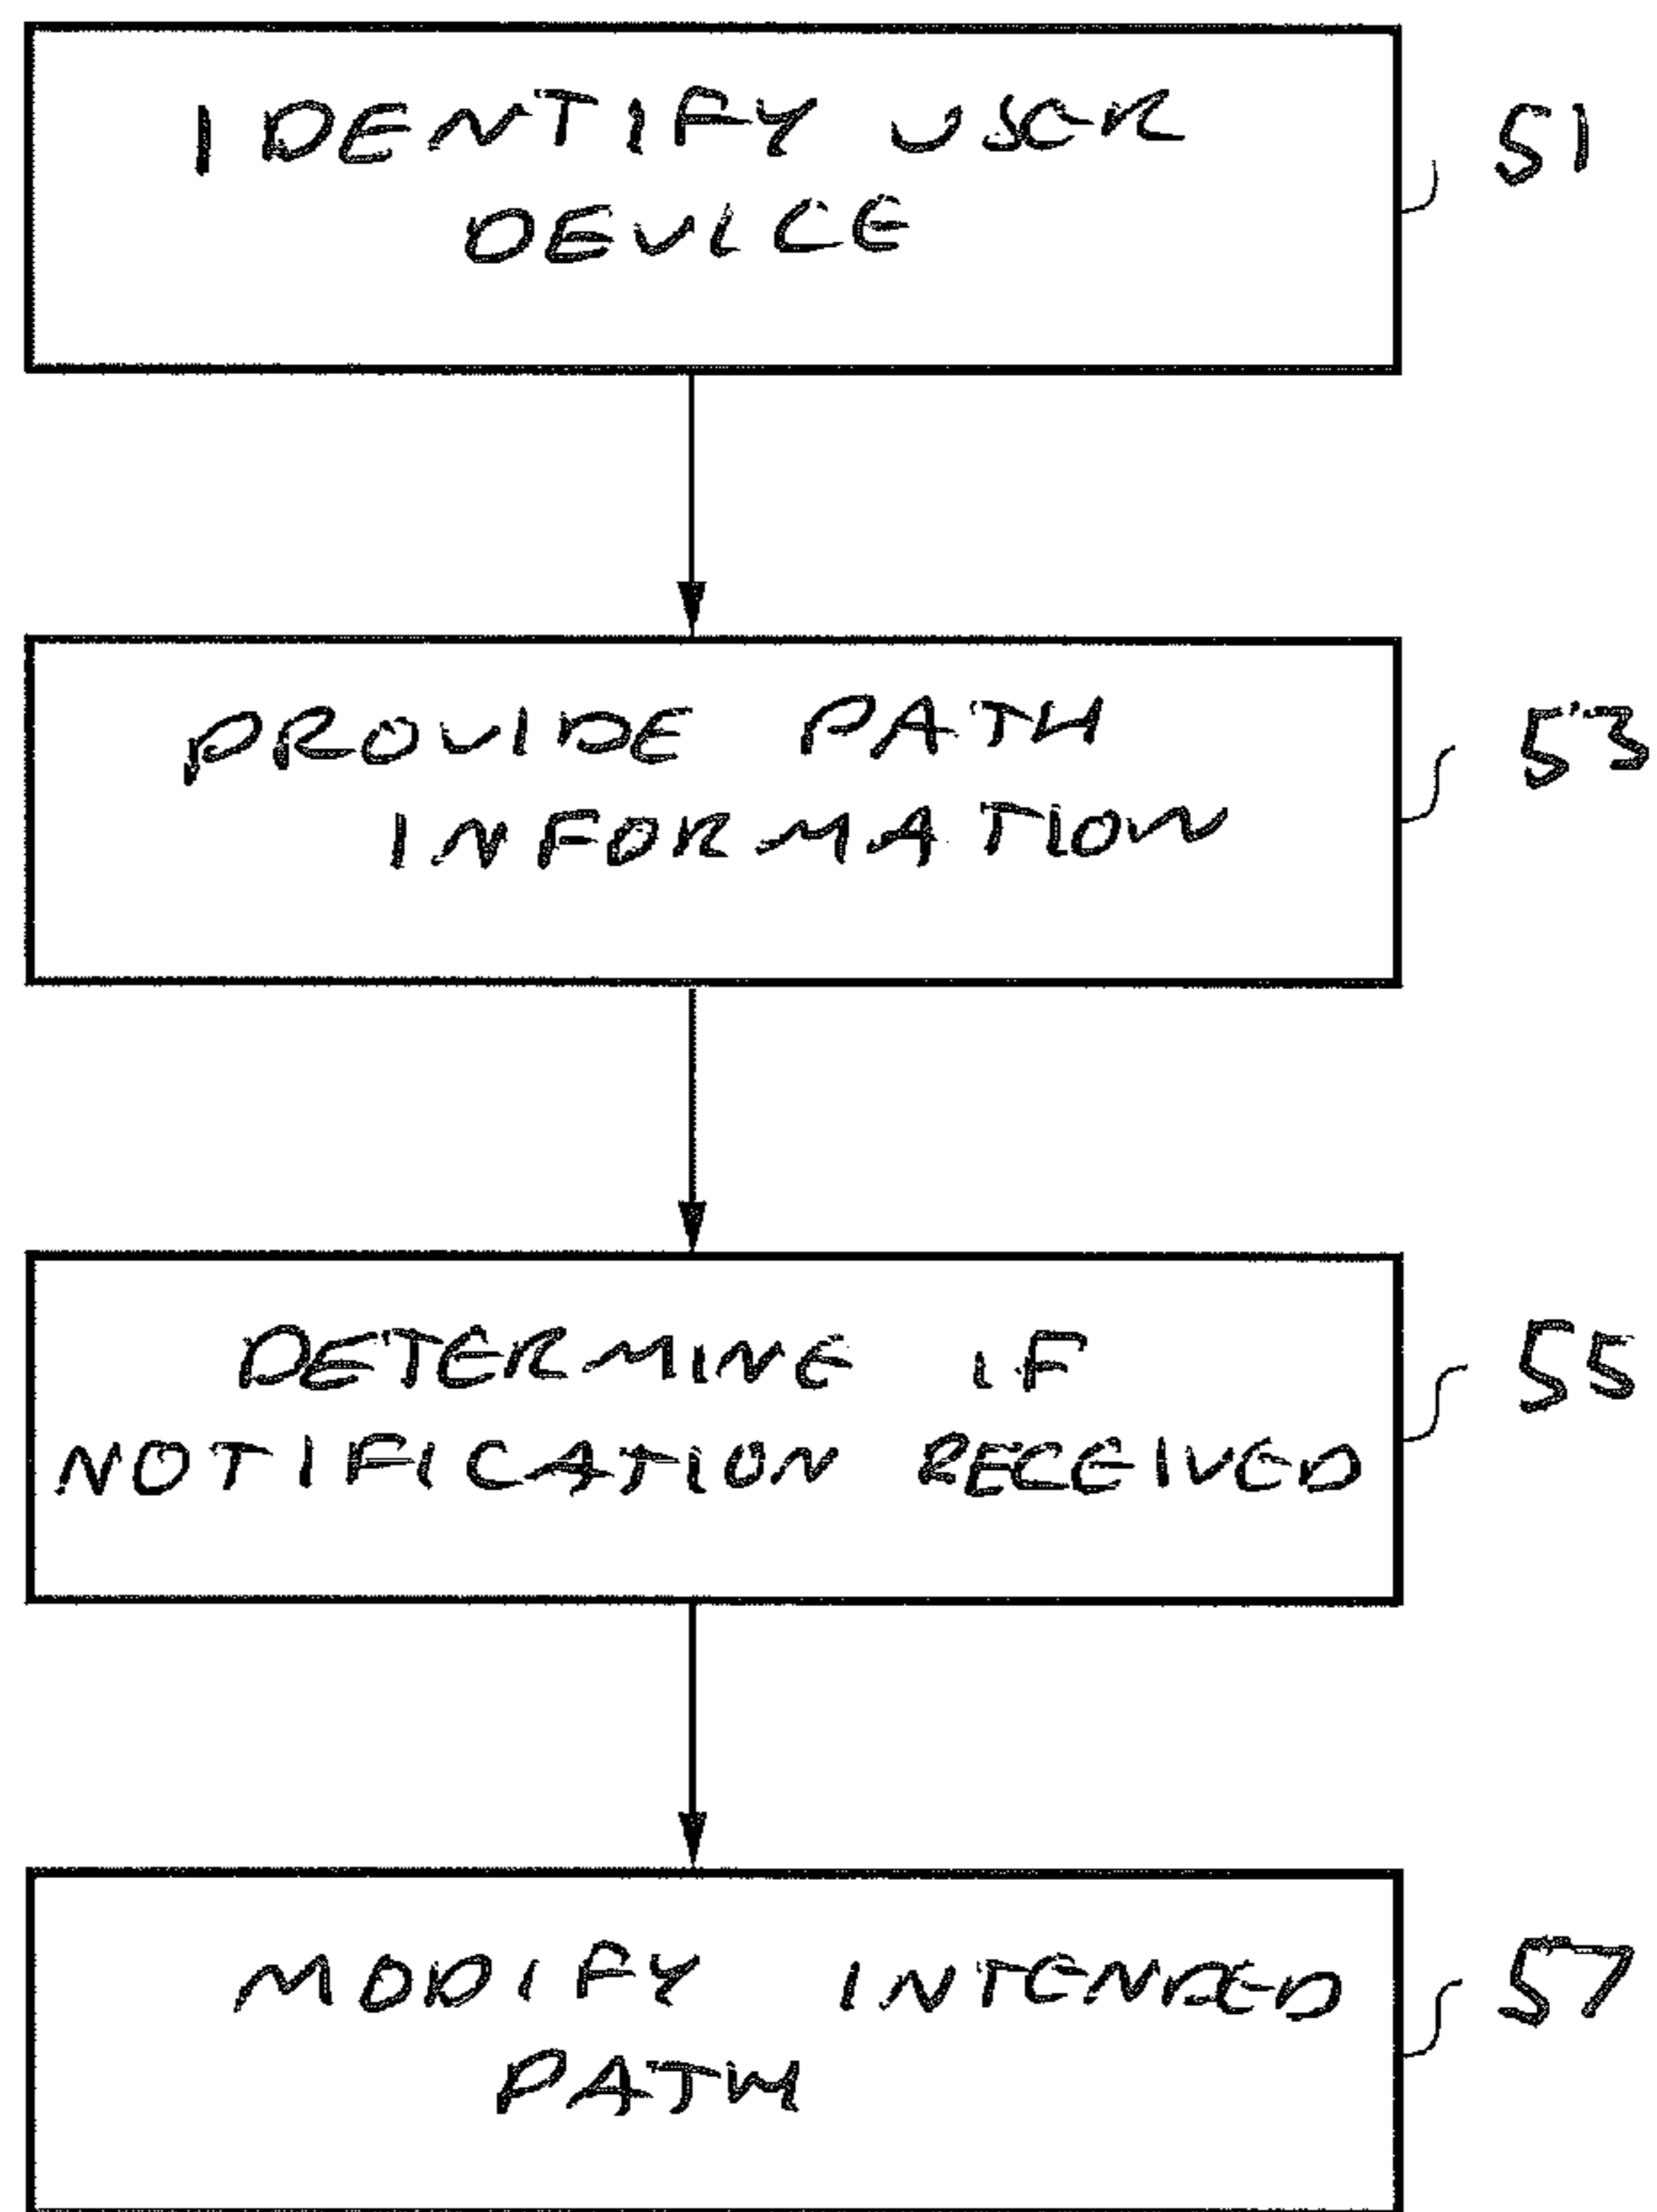 IDENTIFY USER
DEVICE
51
PROVIDE PATH
INFORMATION
53
DETERMINE IF
NOTIFICATION RECEIVED
55
MODIFY INTENDED
PATH
57